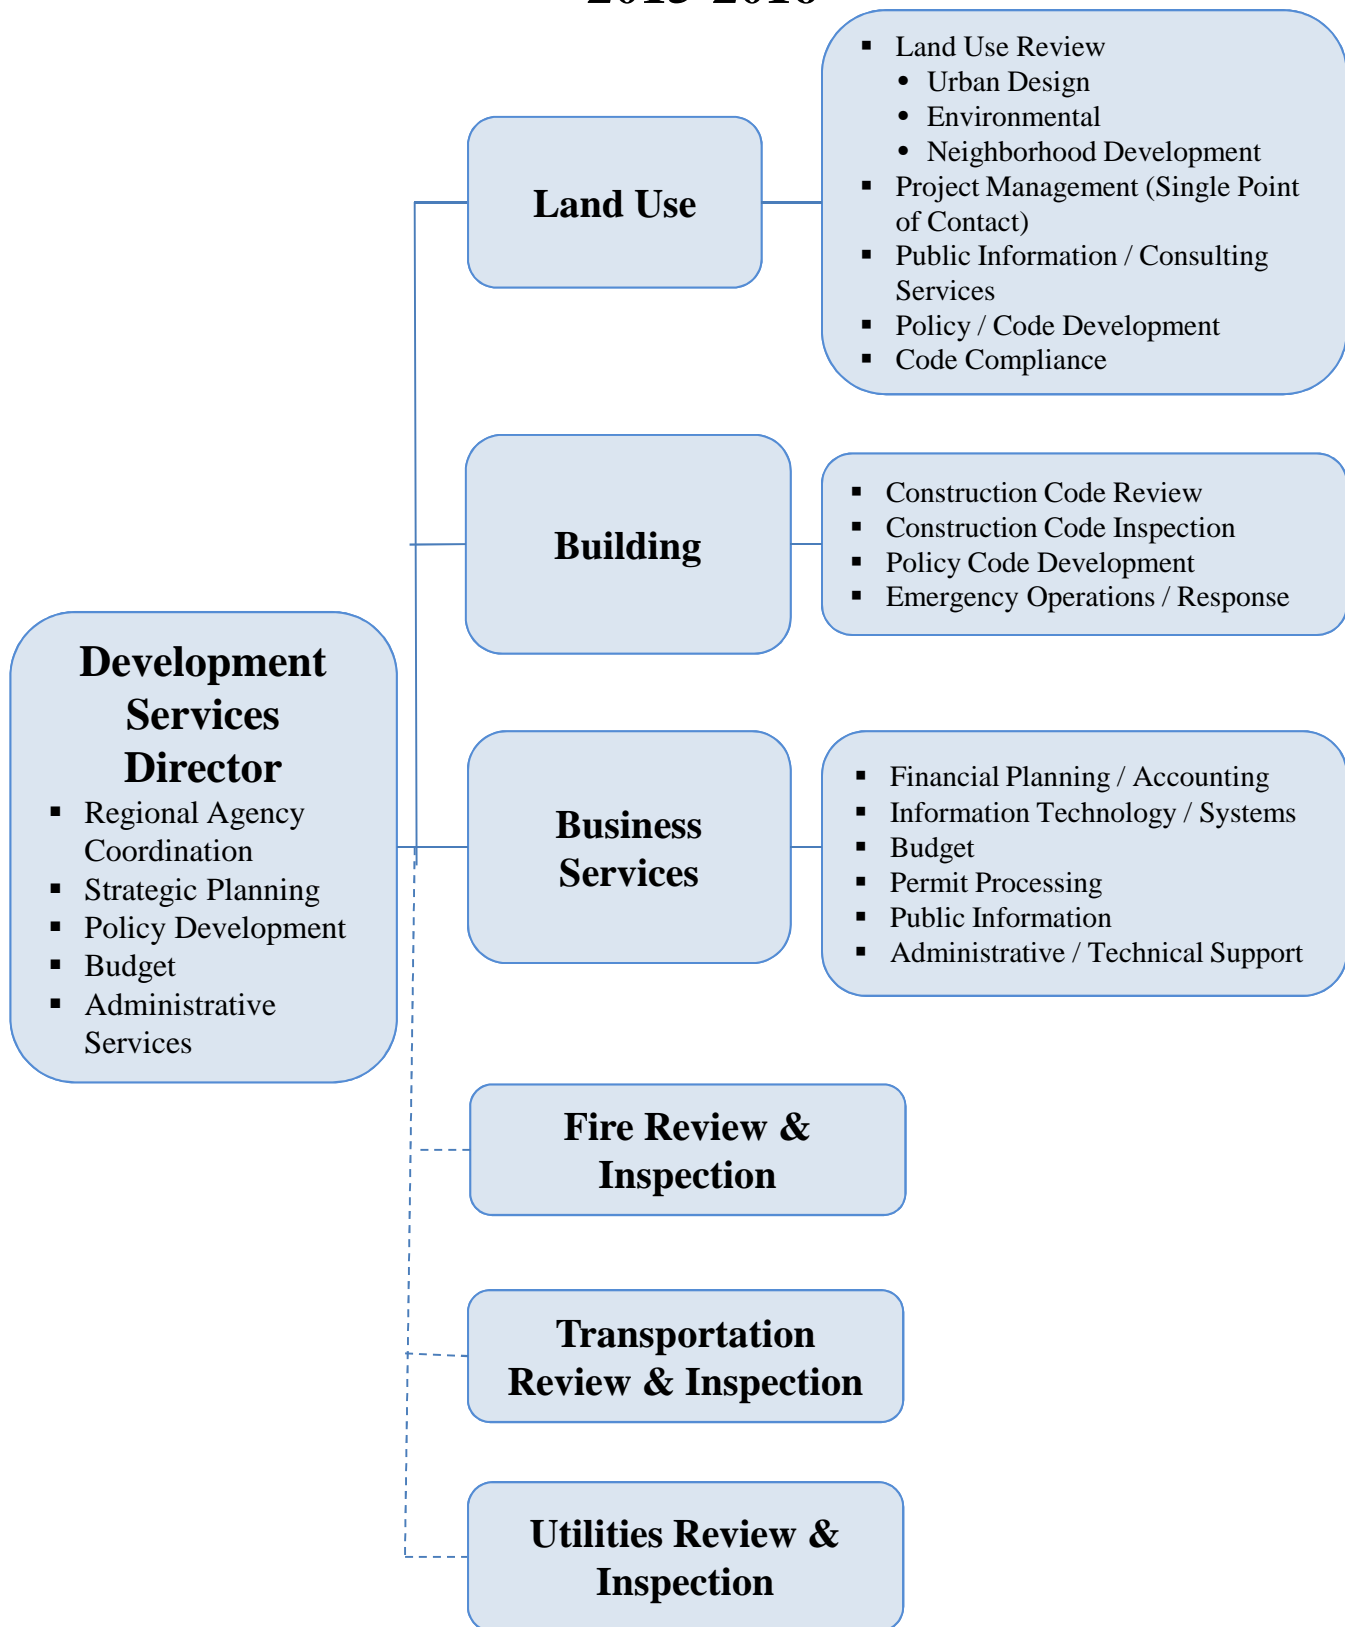 Land Use
▪ Land Use Review
• Urban Design
• Environmental
• Neighborhood Development
▪ Project Management (Single Point
of Contact)
▪ Public Information / Consulting
Services
▪ Policy / Code Development
▪ Code Compliance
Building
▪ Construction Code Review
▪ Construction Code Inspection
▪ Policy Code Development
▪ Emergency Operations / Response
Development
Services
Director
▪ Regional Agency
Coordination
▪ Strategic Planning
▪ Policy Development
▪ Budget
▪ Administrative
Services
Business
Services
▪ Financial Planning / Accounting
▪ Information Technology / Systems
▪ Budget
▪ Permit Processing
▪ Public Information
▪ Administrative / Technical Support
Fire Review &
Inspection
Transportation
Review & Inspection
Utilities Review &
Inspection